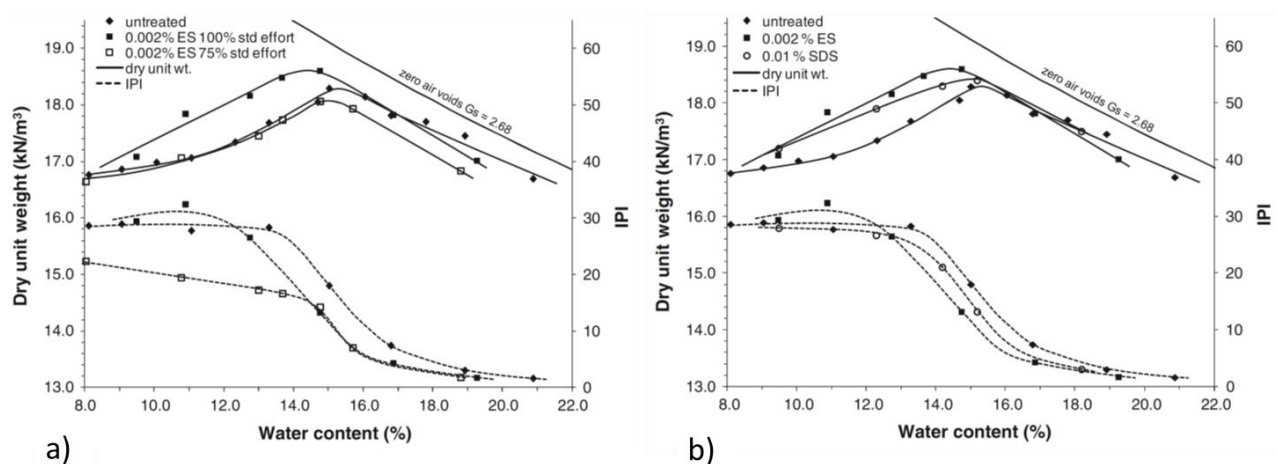 untreated
0.002% ES 100% std effort
0.002% ES 75% std effort
dry unit wt.
IPI
zero air voids Gs = 2.68
Dry unit weight (kN/m³)
19.0
18.0
17.0
16.0
15.0
14.0
13.0
60
50
40
30
20
10
0
IPI
8.0 10.0 12.0 14.0 16.0 18.0 20.0 22.0
Water content (%)
a)
untreated
0.002% ES
0.01 % SDS
dry unit wt.
IPI
zero air voids Gs = 2.68
Dry unit weight (kN/m³)
19.0
18.0
17.0
16.0
15.0
14.0
13.0
60
50
40
30
20
10
0
IPI
8.0 10.0 12.0 14.0 16.0 18.0 20.0 22.0
Water content (%)
b)